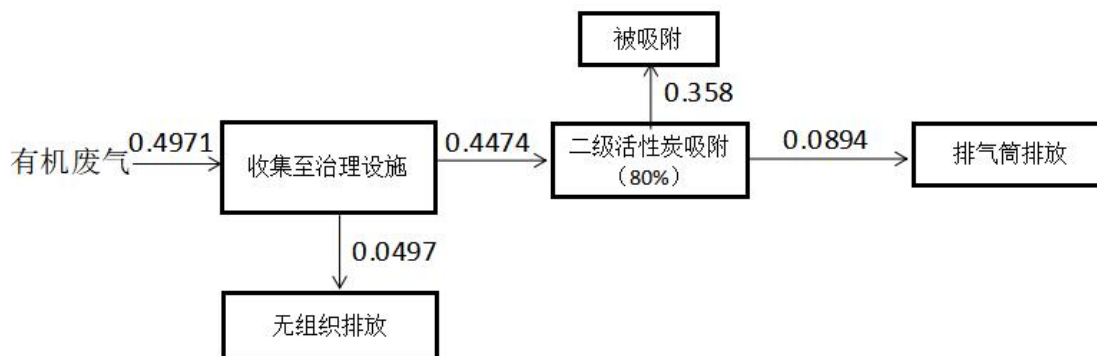 被吸附
0.358
有机废气
0.4971
收集至治理设施
0.4474
二级活性炭吸附
（80%）
0.0894
排气筒排放
0.0497
无组织排放